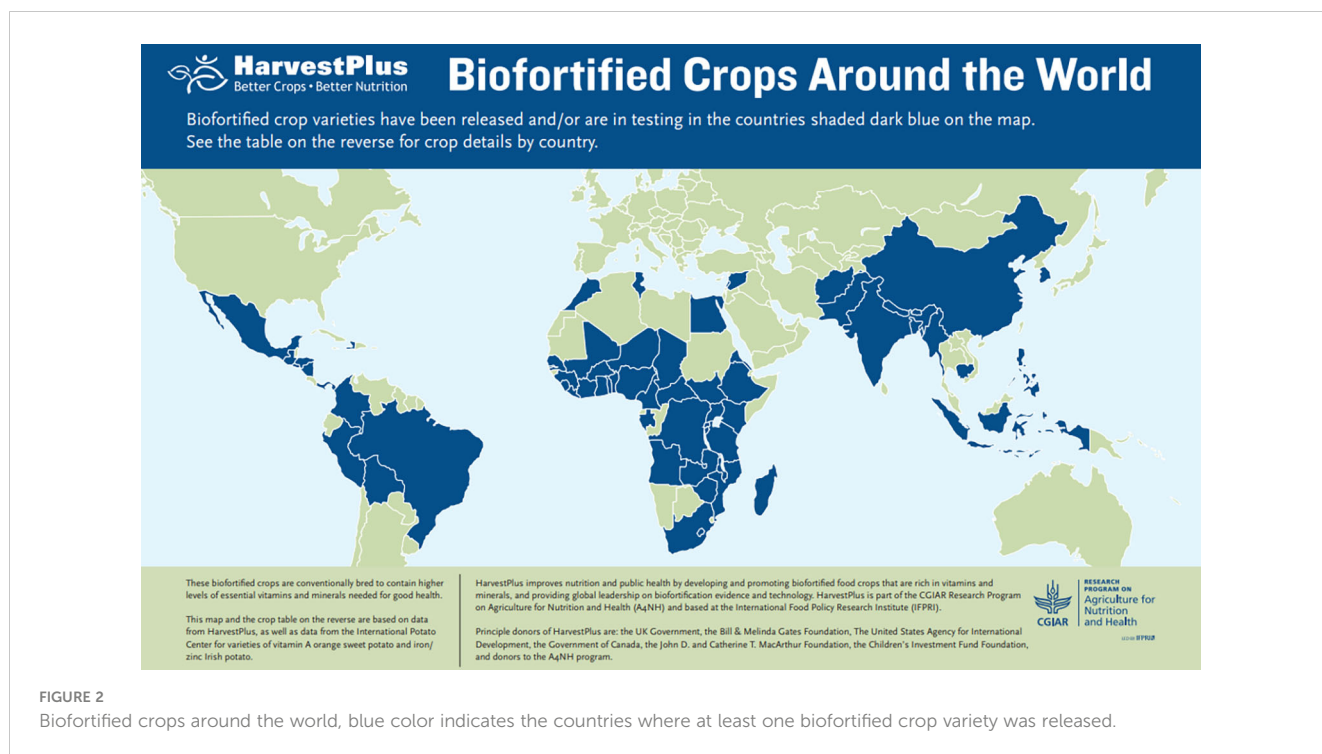 HarvestPlus
Better Crops • Better Nutrition
Biofortified Crops Around the World
Biofortified crop varieties have been released and/or are in testing in the countries shaded dark blue on the map.
See the table on the reverse for crop details by country.
These biofortified crops are conventionally bred to contain higher
levels of essential vitamins and minerals needed for good health.
This map and the crop table on the reverse are based on data
from HarvestPlus, as well as data from the International Potato
Center for varieties of vitamin A orange sweet potato and iron/
zinc Irish potato.
HarvestPlus improves nutrition and public health by developing and promoting biofortified food crops that are rich in vitamins and
minerals, and providing global leadership on biofortification evidence and technology. HarvestPlus is part of the CGIAR Research Program
on Agriculture for Nutrition and Health (A4NH) and based at the International Food Policy Research Institute (IFPRI).
Principle donors of HarvestPlus are: the UK Government, the Bill & Melinda Gates Foundation, The United States Agency for International
Development, the Government of Canada, the John D. and Catherine T. MacArthur Foundation, the Children's Investment Fund Foundation,
and donors to the A4NH program.
CGIAR
RESEARCH
PROGRAM ON
Agriculture for
Nutrition
and Health
IFPRI
FIGURE 2
Biofortified crops around the world, blue color indicates the countries where at least one biofortified crop variety was released.